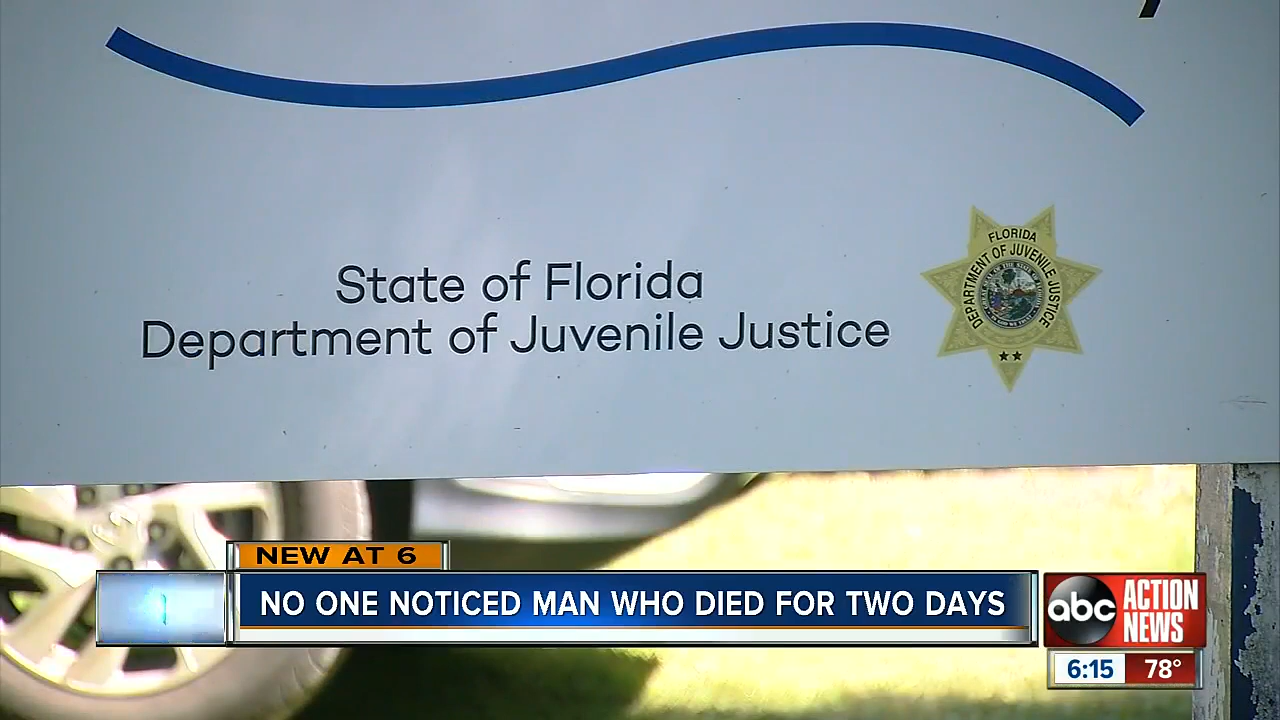 State of Florida
Department of Juvenile Justice
FLORIDA
DEPARTMENT OF JUVENILE JUSTICE
★★
NEW AT 6
NO ONE NOTICED MAN WHO DIED FOR TWO DAYS
abc ACTION
NEWS
6:15 78°